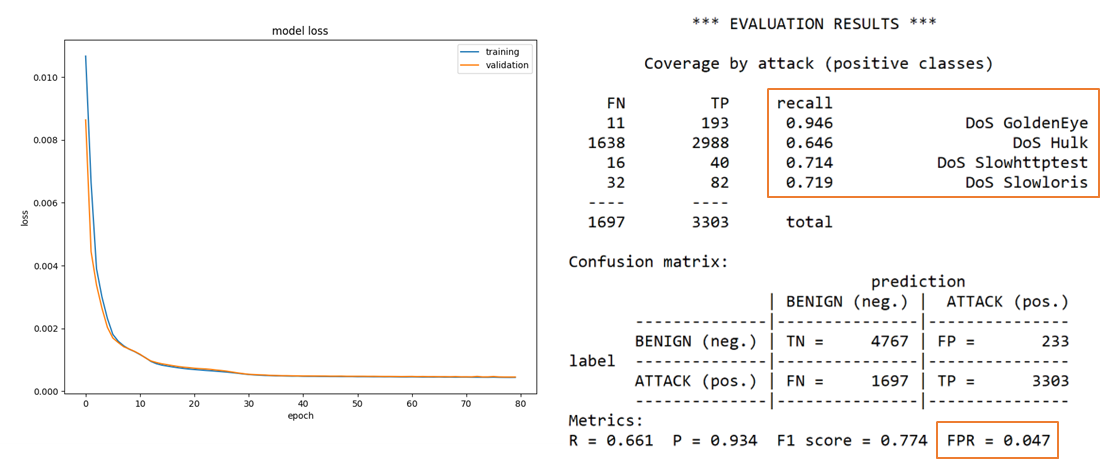 model loss
training
validation
0.010
0.008
0.006
0.004
0.002
0.000
loss
0 10 20 30 40 50 60 70 80
epoch
*** EVALUATION RESULTS ***
Coverage by attack (positive classes)
FN TP recall
11 193 0.946 DoS GoldenEye
1638 2988 0.646 DoS Hulk
16 40 0.714 DoS Slowhttptest
32 82 0.719 DoS Slowloris
---- ----
1697 3303 total
Confusion matrix:
prediction
| BENIGN (neg.) | ATTACK (pos.)
--------------|---------------|---------------
BENIGN (neg.) | TN = 4767 | FP = 233
label --------------|---------------|---------------
ATTACK (pos.) | FN = 1697 | TP = 3303
--------------|---------------|---------------
Metrics:
R = 0.661 P = 0.934 F1 score = 0.774 FPR = 0.047